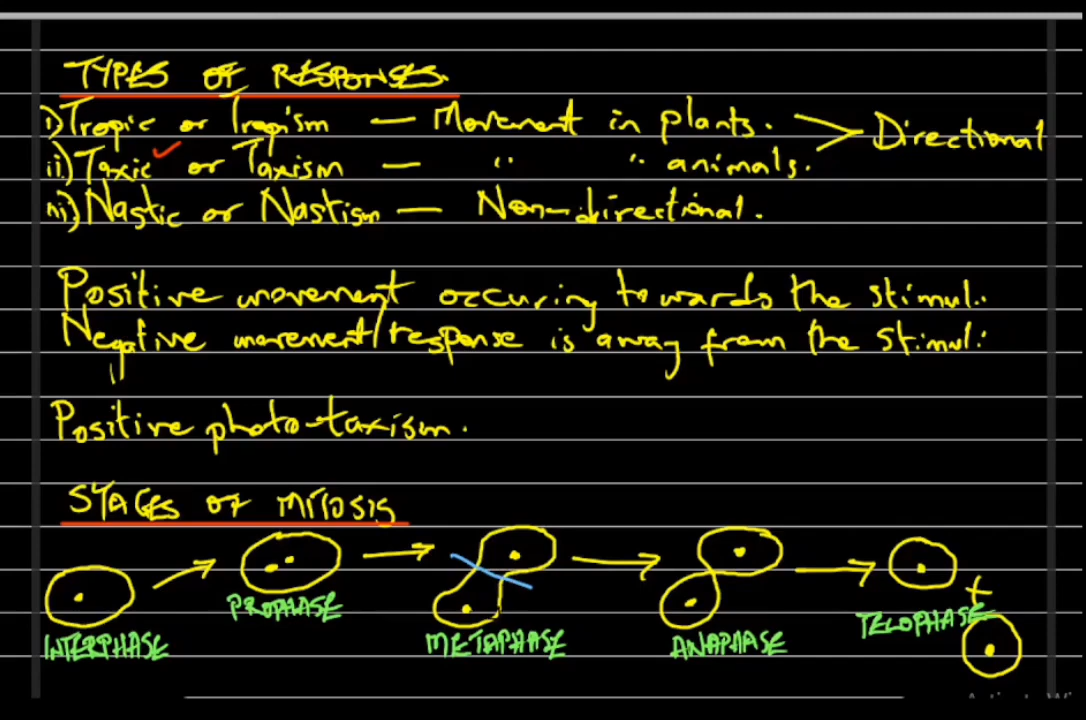 TYPES OF RESPONSES.
i) Tropic or Tropism — Movement in plants.
ii) Taxic or Taxism — " " animals.
Directional
iii) Nastic or Nastism — Non-directional.
Positive movement occuring towards the stimuli.
Negative movement/response is away from the stimuli
Positive photo-taxism.
STAGES OF MITOSIS
INTERPHASE
PROPHASE
METAPHASE
ANAPHASE
TELOPHASE
+